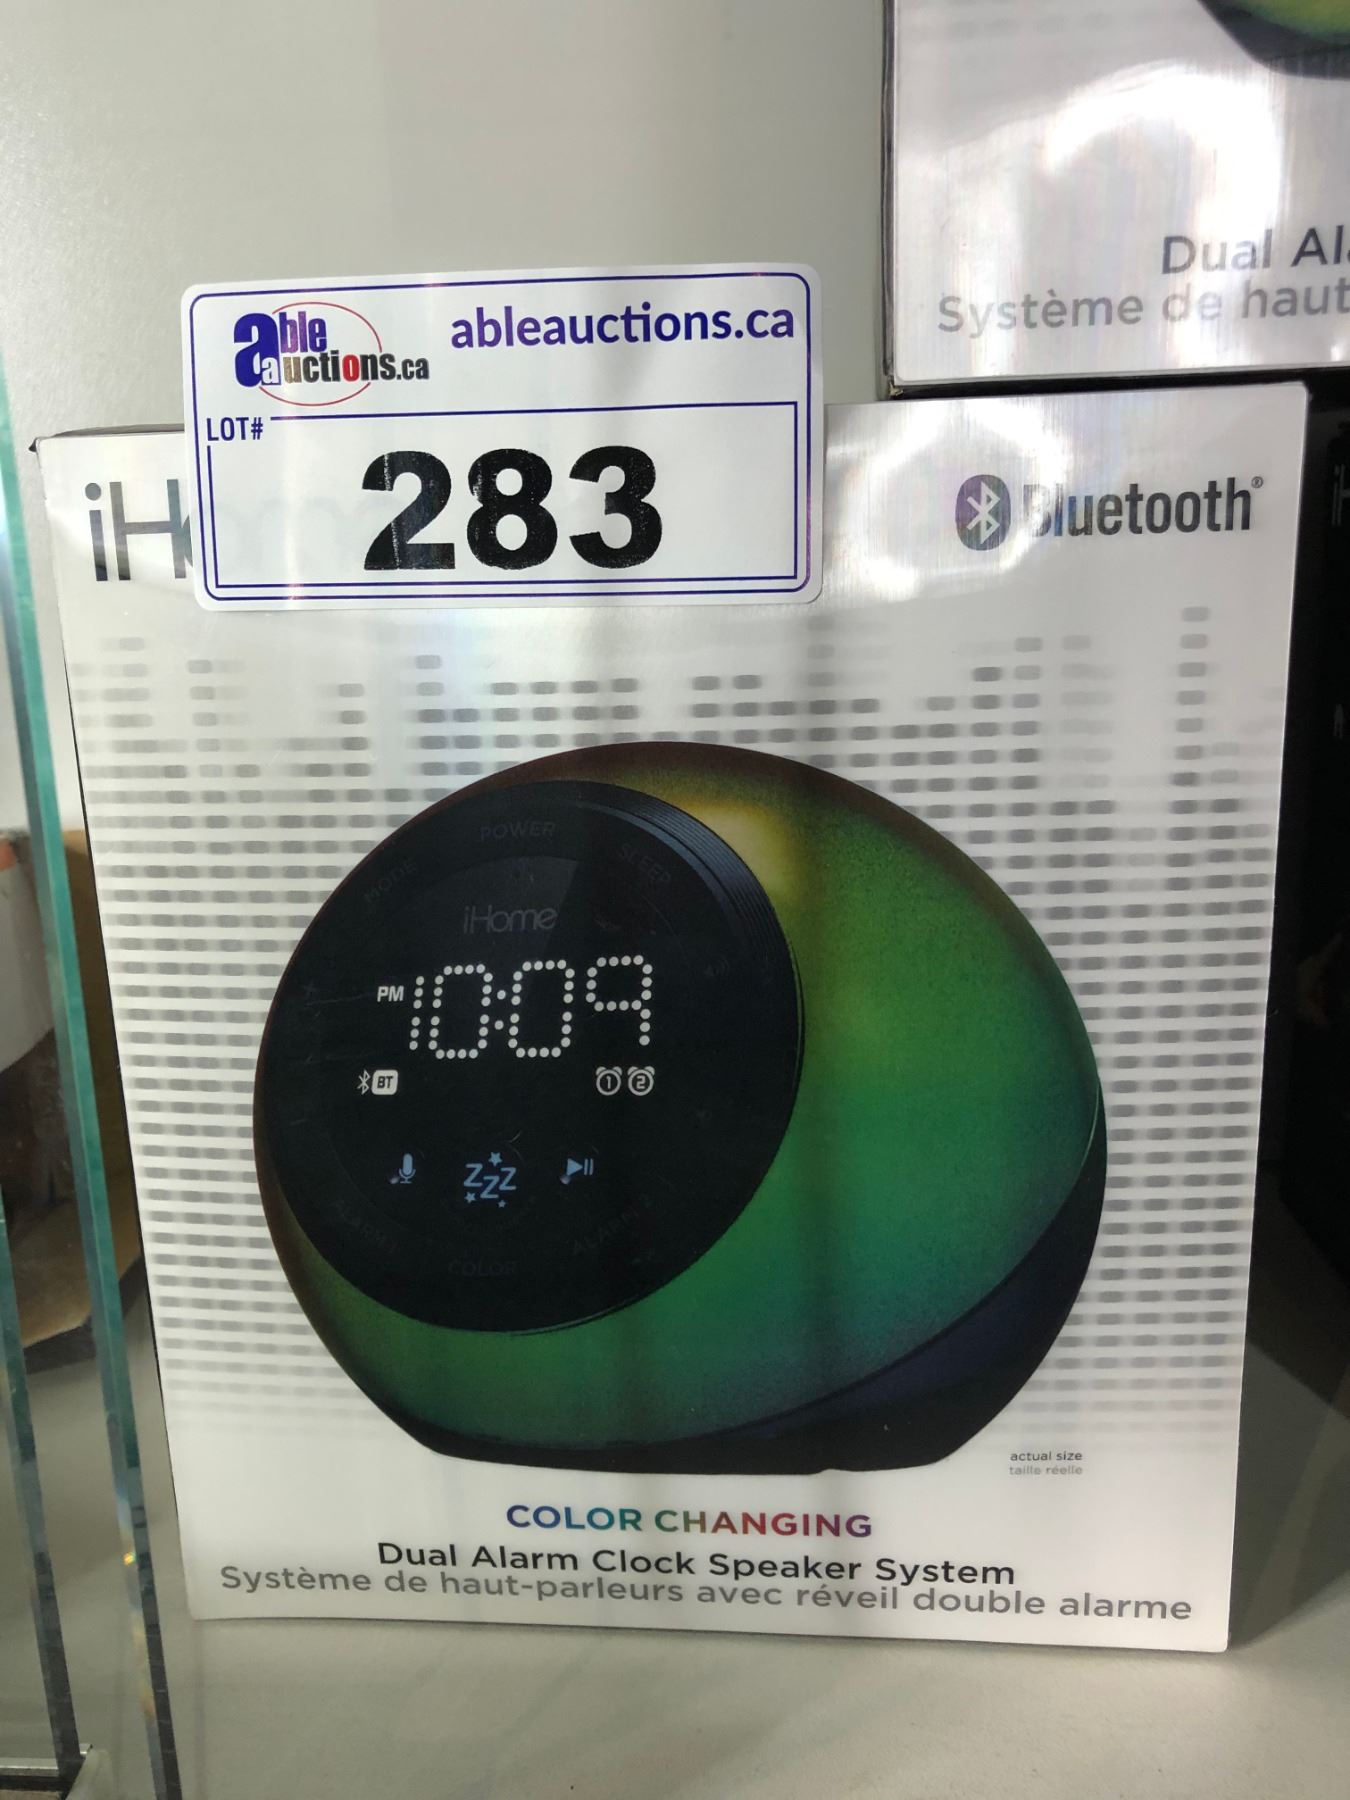 Dual
Système de haut
able auctions.ca
ableauctions.ca
LOT#
283
Bluetooth®
POWER
MODE
SLEEP
iHome
PM 10:09
BT
1 2
ZZZ
ALARM 1
ALARM 2
COLOR
actual size
taille réelle
COLOR CHANGING
Dual Alarm Clock Speaker System
Système de haut-parleurs avec réveil double alarme